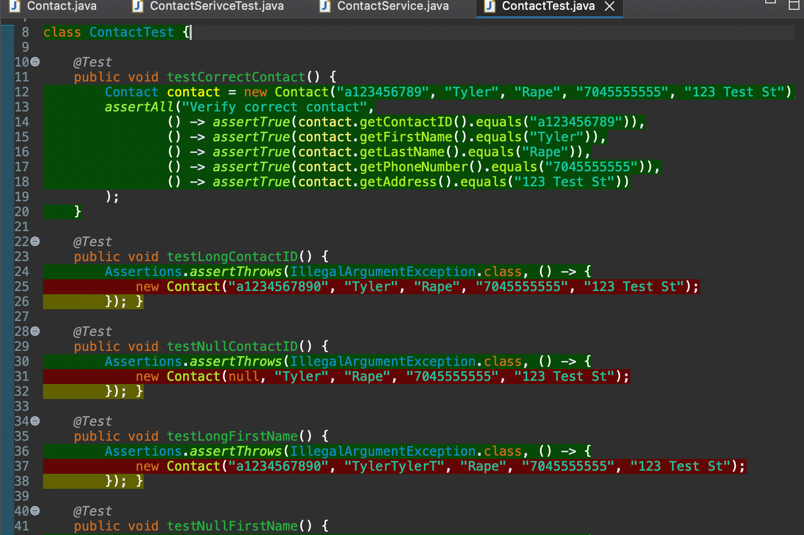 Contact.java ContactSerivceTest.java ContactService.java ContactTest.java
8 class ContactTest {
9
10 @Test
11 public void testCorrectContact() {
12 Contact contact = new Contact("a123456789", "Tyler", "Rape", "7045555555", "123 Test St")
13 assertAll("Verify correct contact",
14 () -> assertTrue(contact.getContactID().equals("a123456789")),
15 () -> assertTrue(contact.getFirstName().equals("Tyler")),
16 () -> assertTrue(contact.getLastName().equals("Rape")),
17 () -> assertTrue(contact.getPhoneNumber().equals("7045555555")),
18 () -> assertTrue(contact.getAddress().equals("123 Test St"))
19 );
20 }
21
22 @Test
23 public void testLongContactID() {
24 Assertions.assertThrows(IllegalArgumentException.class, () -> {
25 new Contact("a1234567890", "Tyler", "Rape", "7045555555", "123 Test St");
26 }); }
27
28 @Test
29 public void testNullContactID() {
30 Assertions.assertThrows(IllegalArgumentException.class, () -> {
31 new Contact(null, "Tyler", "Rape", "7045555555", "123 Test St");
32 }); }
33
34 @Test
35 public void testLongFirstName() {
36 Assertions.assertThrows(IllegalArgumentException.class, () -> {
37 new Contact("a1234567890", "TylerTylerT", "Rape", "7045555555", "123 Test St");
38 }); }
39
40 @Test
41 public void testNullFirstName() {